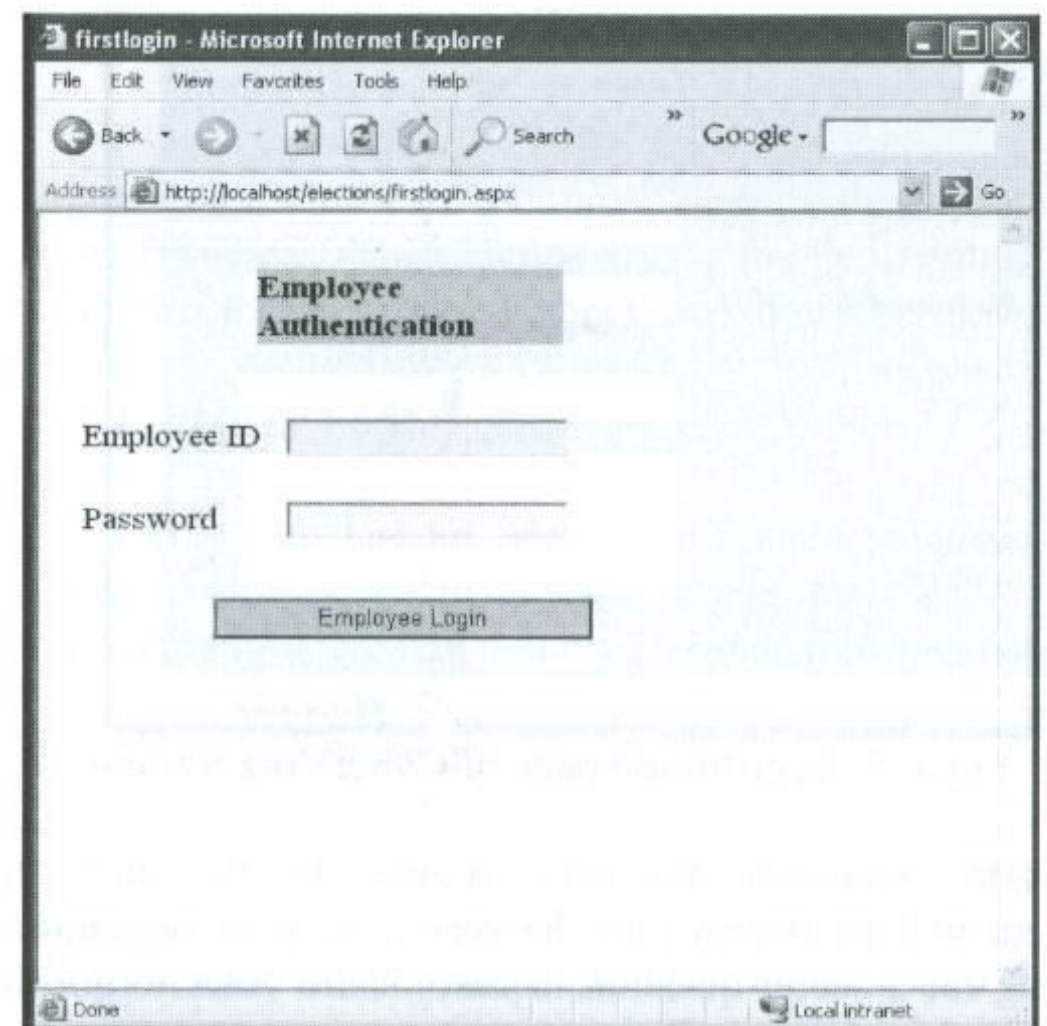 firstlogin - Microsoft Internet Explorer
File Edit View Favorites Tools Help
Back Search » Google »
Address http://localhost/elections/firstlogin.aspx Go
Employee
Authentication
Employee ID
Password
Employee Login
Done Local intranet